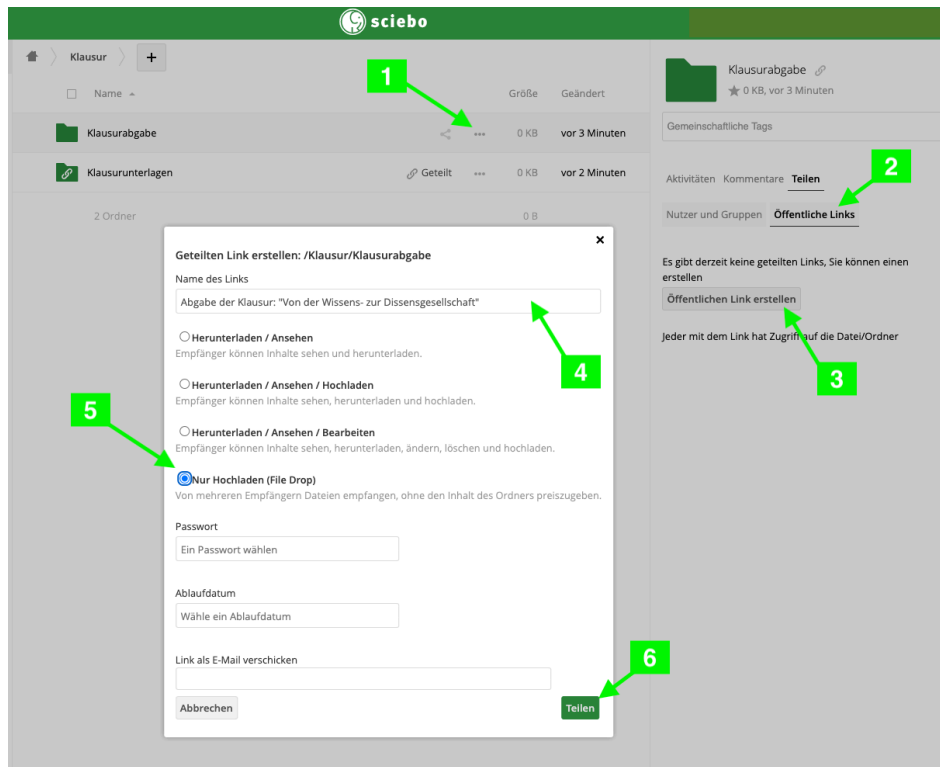 sciebo
Klausur
+
Name
Größe
Geändert
Klausurabgabe
0 KB
vor 3 Minuten
Klausurunterlagen
Geteilt
0 KB
vor 2 Minuten
2 Ordner
0 B
Klausurabgabe
0 KB, vor 3 Minuten
Gemeinschaftliche Tags
Aktivitäten Kommentare Teilen
Nutzer und Gruppen Öffentliche Links
Es gibt derzeit keine geteilten Links, Sie können einen
erstellen
Öffentlichen Link erstellen
Jeder mit dem Link hat Zugriff auf die Datei/Ordner
Geteilten Link erstellen: /Klausur/Klausurabgabe
Name des Links
Abgabe der Klausur: "Von der Wissens- zur Dissensgesellschaft"
Herunterladen / Ansehen
Empfänger können Inhalte sehen und herunterladen.
Herunterladen / Ansehen / Hochladen
Empfänger können Inhalte sehen, herunterladen und hochladen.
Herunterladen / Ansehen / Bearbeiten
Empfänger können Inhalte sehen, herunterladen, ändern, löschen und hochladen.
Nur Hochladen (File Drop)
Von mehreren Empfängern Dateien empfangen, ohne den Inhalt des Ordners preiszugeben.
Passwort
Ein Passwort wählen
Ablaufdatum
Wähle ein Ablaufdatum
Link als E-Mail verschicken
Abbrechen
Teilen
1
2
3
4
5
6